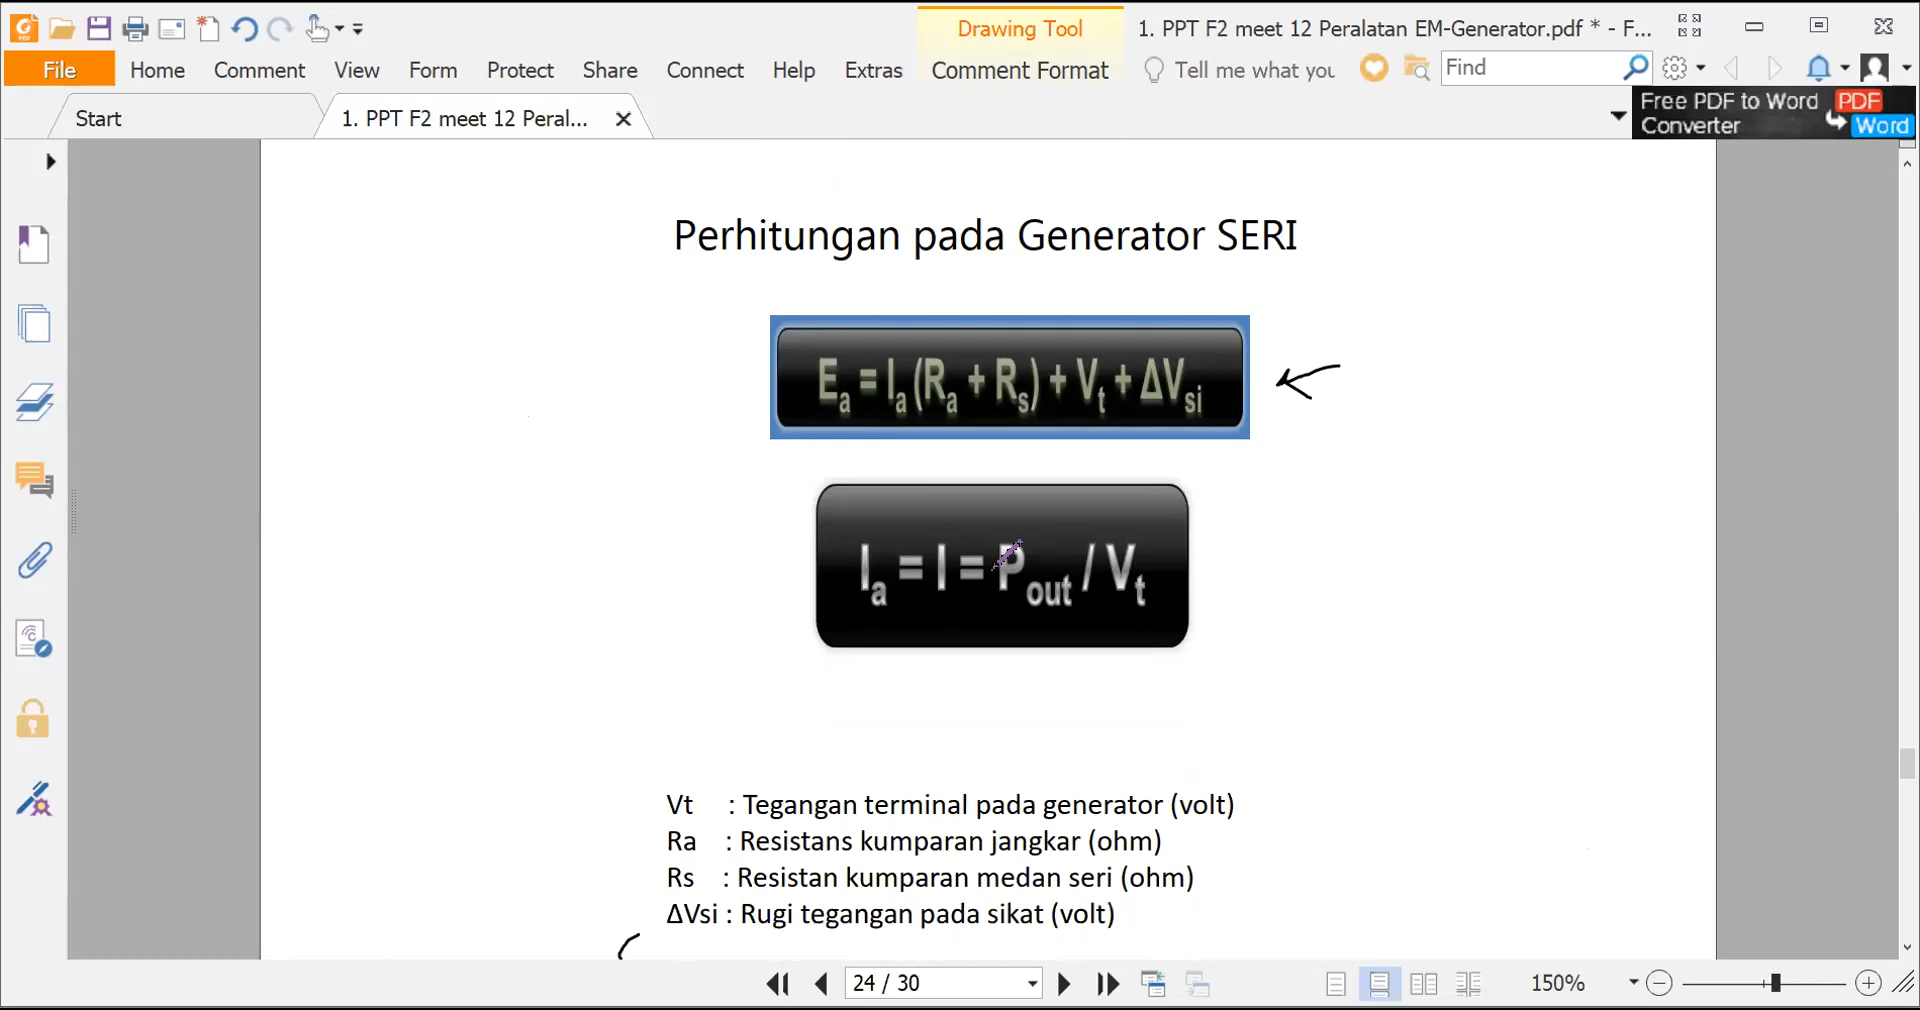 Drawing Tool
1. PPT F2 meet 12 Peralatan EM-Generator.pdf * - F...
File Home Comment View Form Protect Share Connect Help Extras Comment Format Tell me what you Find
Start
1. PPT F2 meet 12 Peral...
Free PDF to Word Converter
PDF
Word
Perhitungan pada Generator SERI
Ea = Ia (Ra + Rs) + Vt + ΔVsi
Ia = I = Pout / Vt
Vt : Tegangan terminal pada generator (volt)
Ra : Resistans kumparan jangkar (ohm)
Rs : Resistan kumparan medan seri (ohm)
ΔVsi : Rugi tegangan pada sikat (volt)
24 / 30
150%